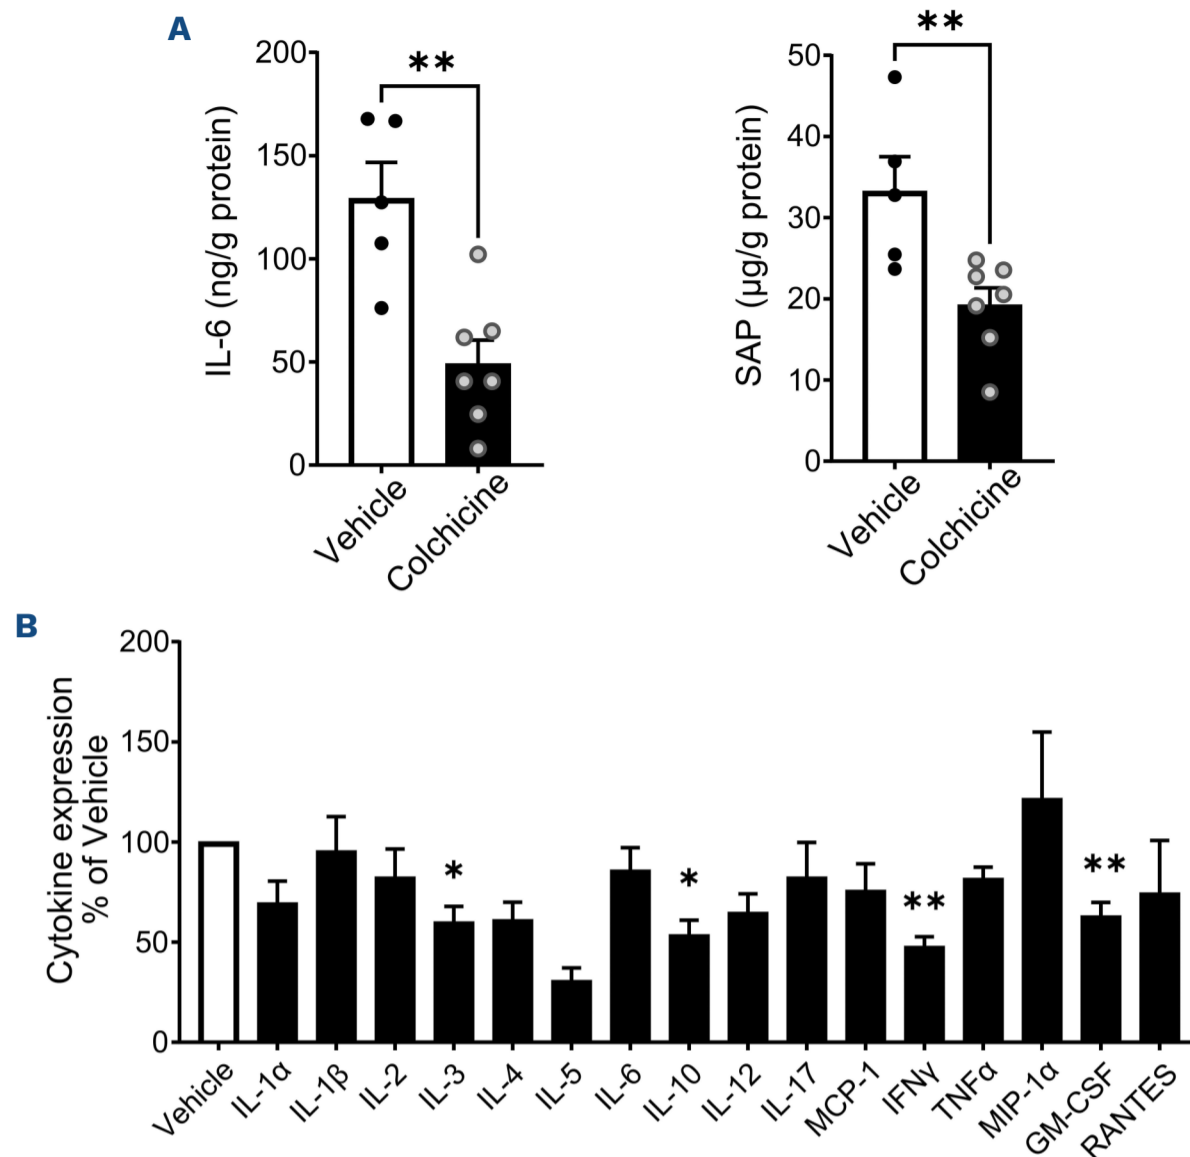 A
IL-6 (ng/g protein)
200
150
100
50
0
**
Vehicle
Colchicine
SAP (µg/g protein)
50
40
30
20
10
0
**
Vehicle
Colchicine
B
Cytokine expression
% of Vehicle
200
150
100
50
0
*
*
**
**
Vehicle
IL-1α
IL-1β
IL-2
IL-3
IL-4
IL-5
IL-6
IL-10
IL-12
IL-17
MCP-1
IFNγ
TNFα
MIP-1α
GM-CSF
RANTES